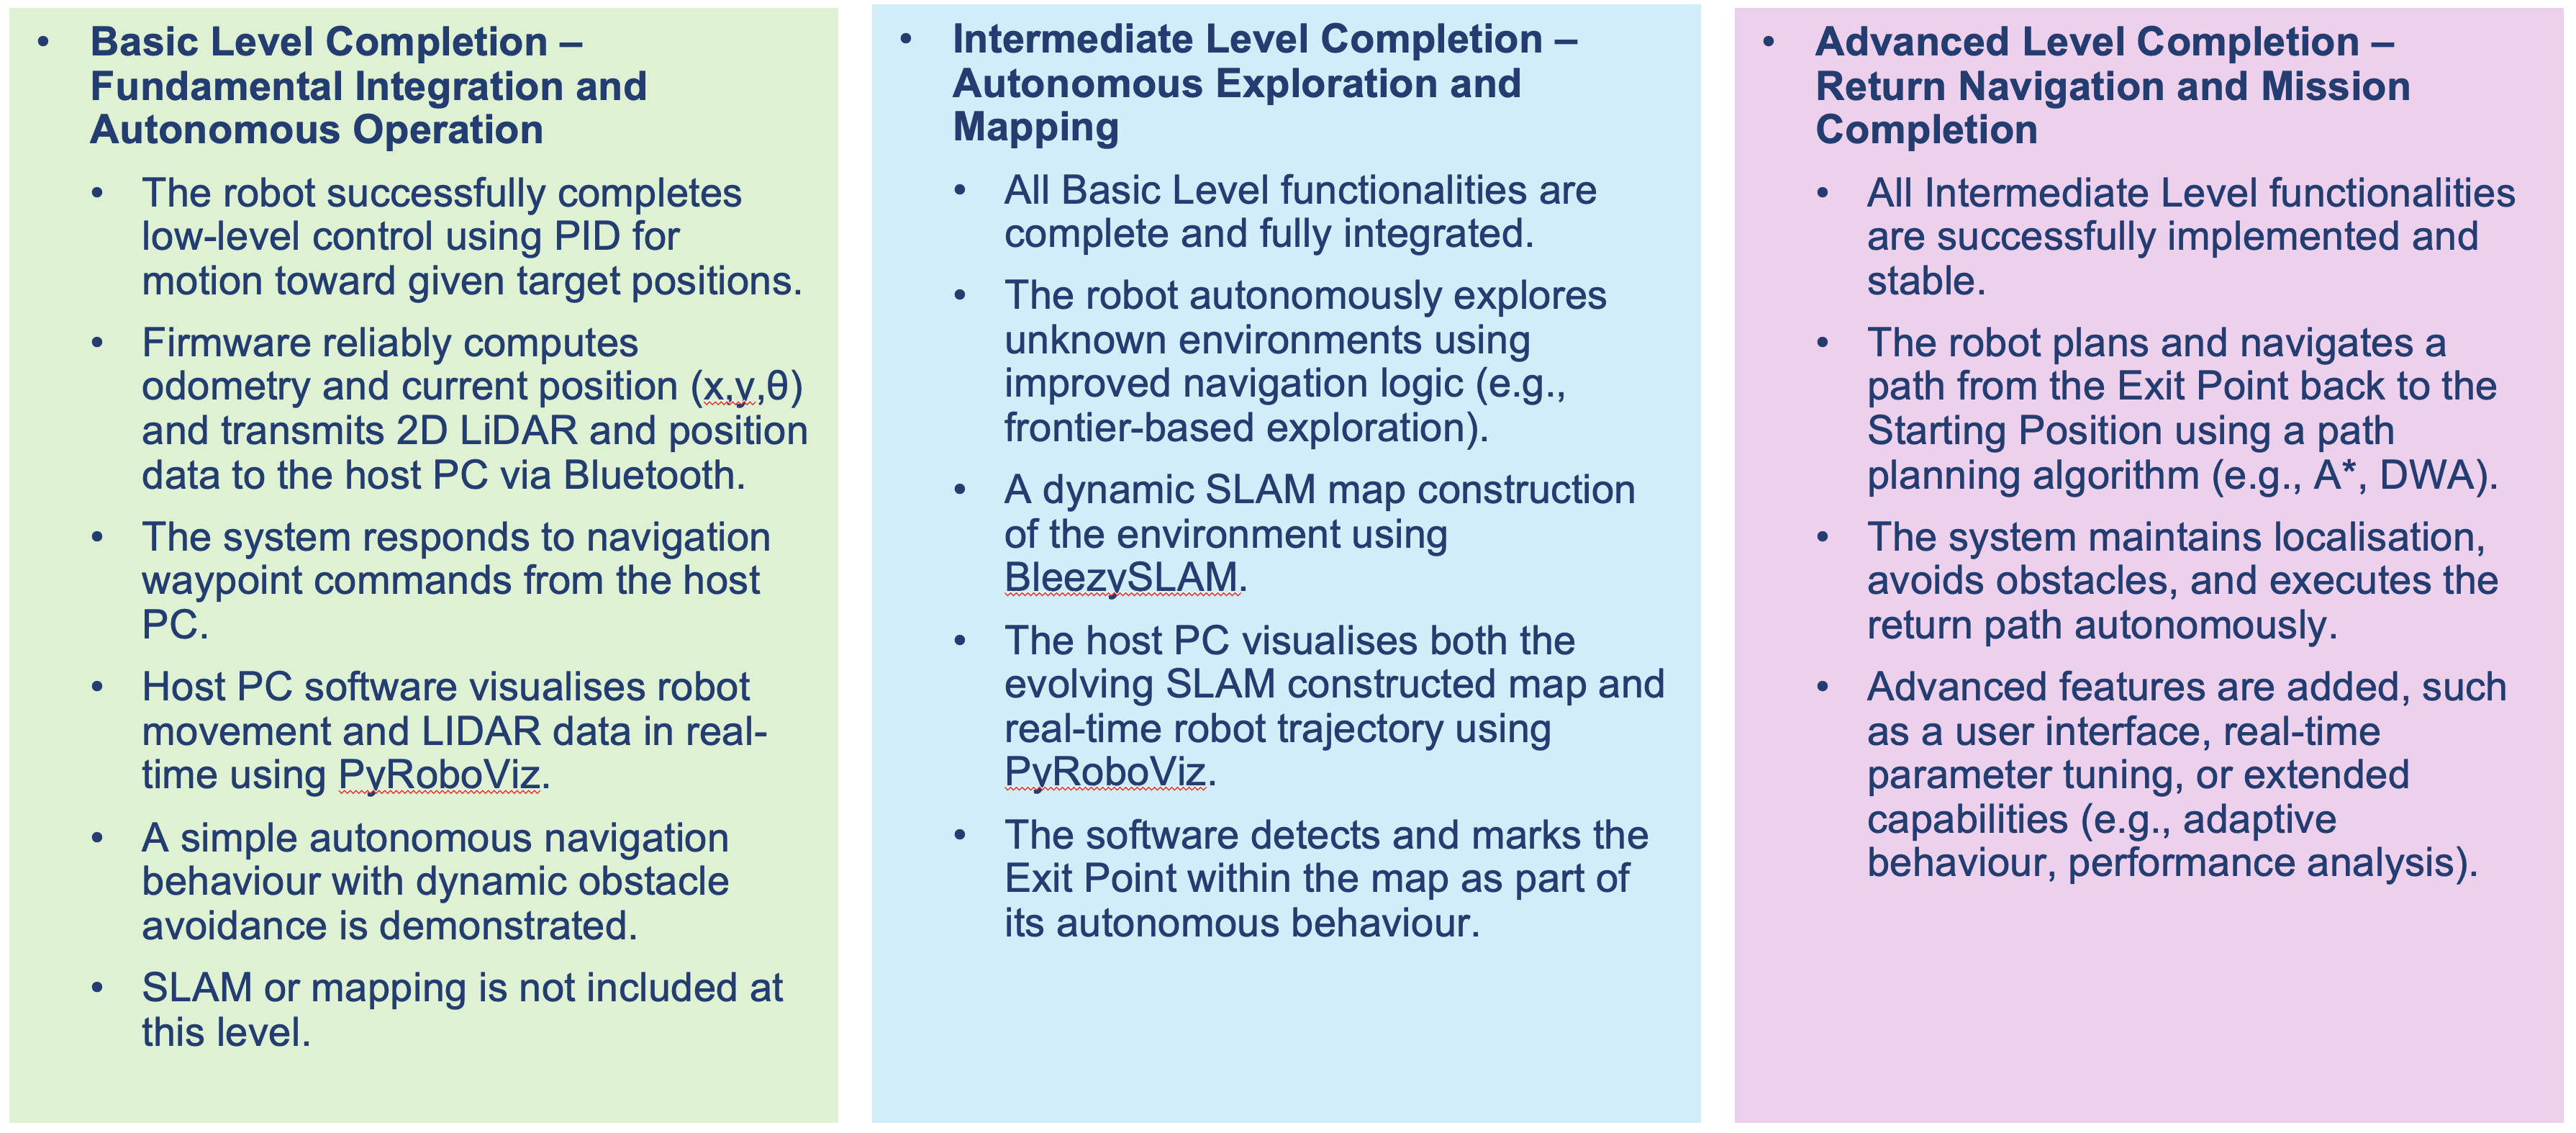 • Basic Level Completion –
Fundamental Integration and
Autonomous Operation
• The robot successfully completes
low-level control using PID for
motion toward given target positions.
• Firmware reliably computes
odometry and current position (x,y,θ)
and transmits 2D LiDAR and position
data to the host PC via Bluetooth.
• The system responds to navigation
waypoint commands from the host
PC.
• Host PC software visualises robot
movement and LIDAR data in real-
time using PyRoboViz.
• A simple autonomous navigation
behaviour with dynamic obstacle
avoidance is demonstrated.
• SLAM or mapping is not included at
this level.
• Intermediate Level Completion –
Autonomous Exploration and
Mapping
• All Basic Level functionalities are
complete and fully integrated.
• The robot autonomously explores
unknown environments using
improved navigation logic (e.g.,
frontier-based exploration).
• A dynamic SLAM map construction
of the environment using
BleezySLAM.
• The host PC visualises both the
evolving SLAM constructed map and
real-time robot trajectory using
PyRoboViz.
• The software detects and marks the
Exit Point within the map as part of
its autonomous behaviour.
• Advanced Level Completion –
Return Navigation and Mission
Completion
• All Intermediate Level functionalities
are successfully implemented and
stable.
• The robot plans and navigates a
path from the Exit Point back to the
Starting Position using a path
planning algorithm (e.g., A*, DWA).
• The system maintains localisation,
avoids obstacles, and executes the
return path autonomously.
• Advanced features are added, such
as a user interface, real-time
parameter tuning, or extended
capabilities (e.g., adaptive
behaviour, performance analysis).